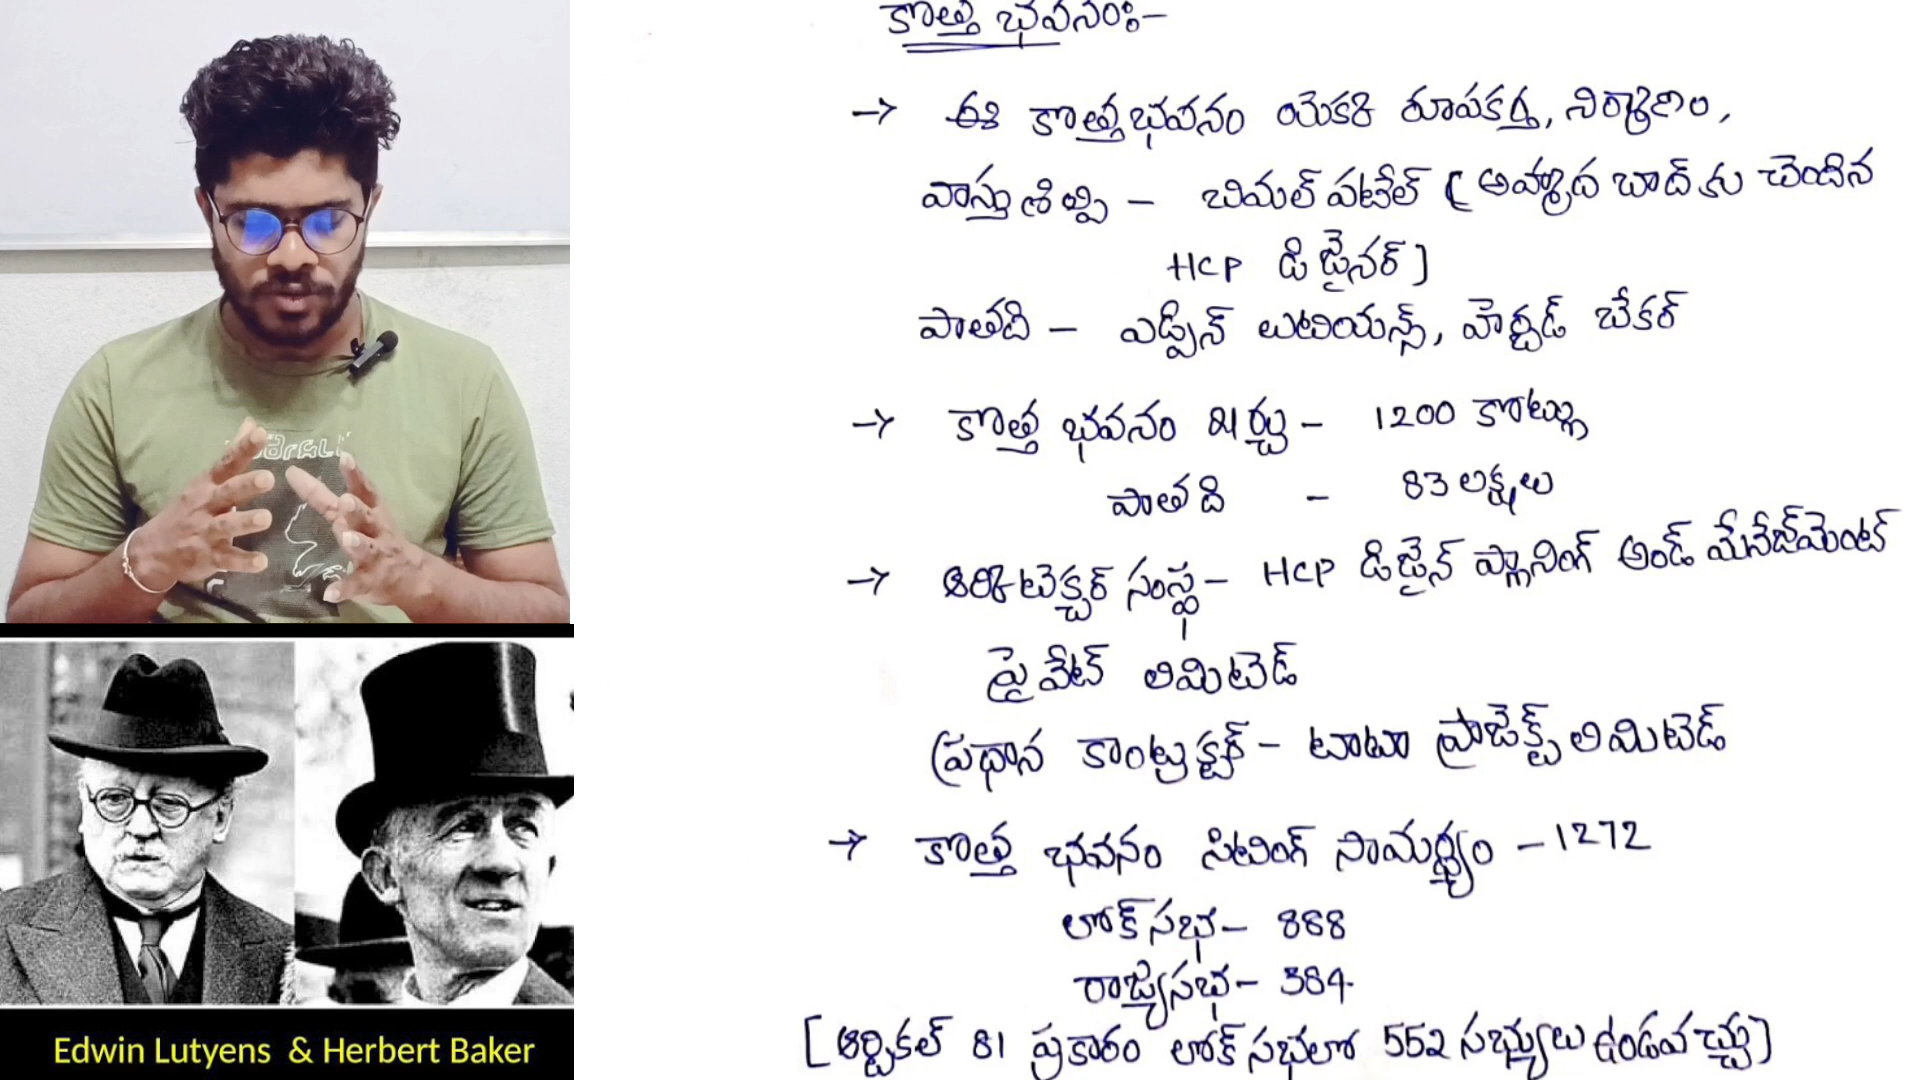 కొత్త భవనం:-
→ ఈ కొత్త భవనం యొక్క రూపకర్త, నిర్మాణం,
వాస్తు శిల్పి - బిమల్ పటేల్ ( అహ్మదబాద్ కు చెందిన
HCP డిజైనర్ )
పాతది - ఎడ్విన్ లుటియన్స్, హెర్బర్ట్ బేకర్
→ కొత్త భవనం ఖర్చు - 1200 కోట్లు
పాతది - 83 లక్షలు
→ ఆర్కిటెక్చర్ సంస్థ - HCP డిజైన్ ప్లానింగ్ అండ్ మేనేజ్‌మెంట్
ప్రైవేట్ లిమిటెడ్
(ప్రధాన కాంట్రాక్టర్ - టాటా ప్రాజెక్ట్స్ లిమిటెడ్
→ కొత్త భవనం సిటింగ్ సామర్థ్యం - 1272
లోక్ సభ - 888
రాజ్యసభ - 384
[ ఆర్టికల్ 81 ప్రకారం లోక్ సభలో 552 సభ్యులు ఉండవచ్చు ]
Edwin Lutyens & Herbert Baker